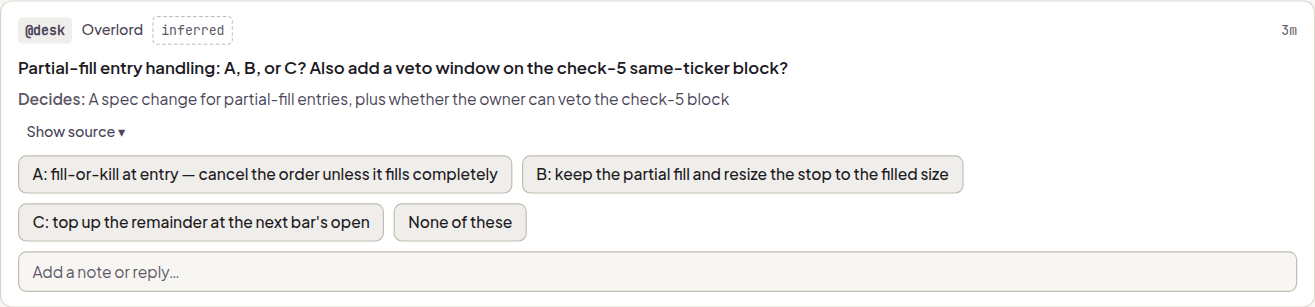 @desk Overlord inferred 3m
Partial-fill entry handling: A, B, or C? Also add a veto window on the check-5 same-ticker block?
Decides: A spec change for partial-fill entries, plus whether the owner can veto the check-5 block
Show source ▾
A: fill-or-kill at entry — cancel the order unless it fills completely B: keep the partial fill and resize the stop to the filled size
C: top up the remainder at the next bar's open None of these
Add a note or reply…